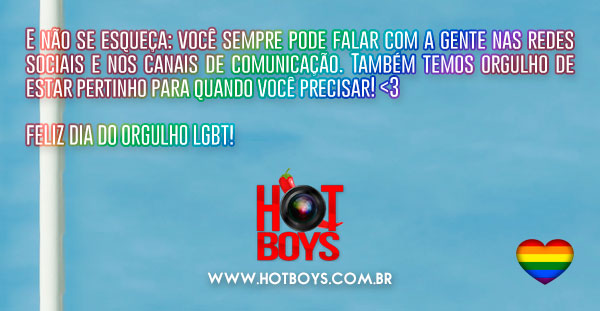 E NÃO SE ESQUEÇA: VOCÊ SEMPRE PODE FALAR COM A GENTE NAS REDES
SOCIAIS E NOS CANAIS DE COMUNICAÇÃO. TAMBÉM TEMOS ORGULHO DE
ESTAR PERTINHO PARA QUANDO VOCÊ PRECISAR! <3
FELIZ DIA DO ORGULHO LGBT!
HOT
BOYS
WWW.HOTBOYS.COM.BR